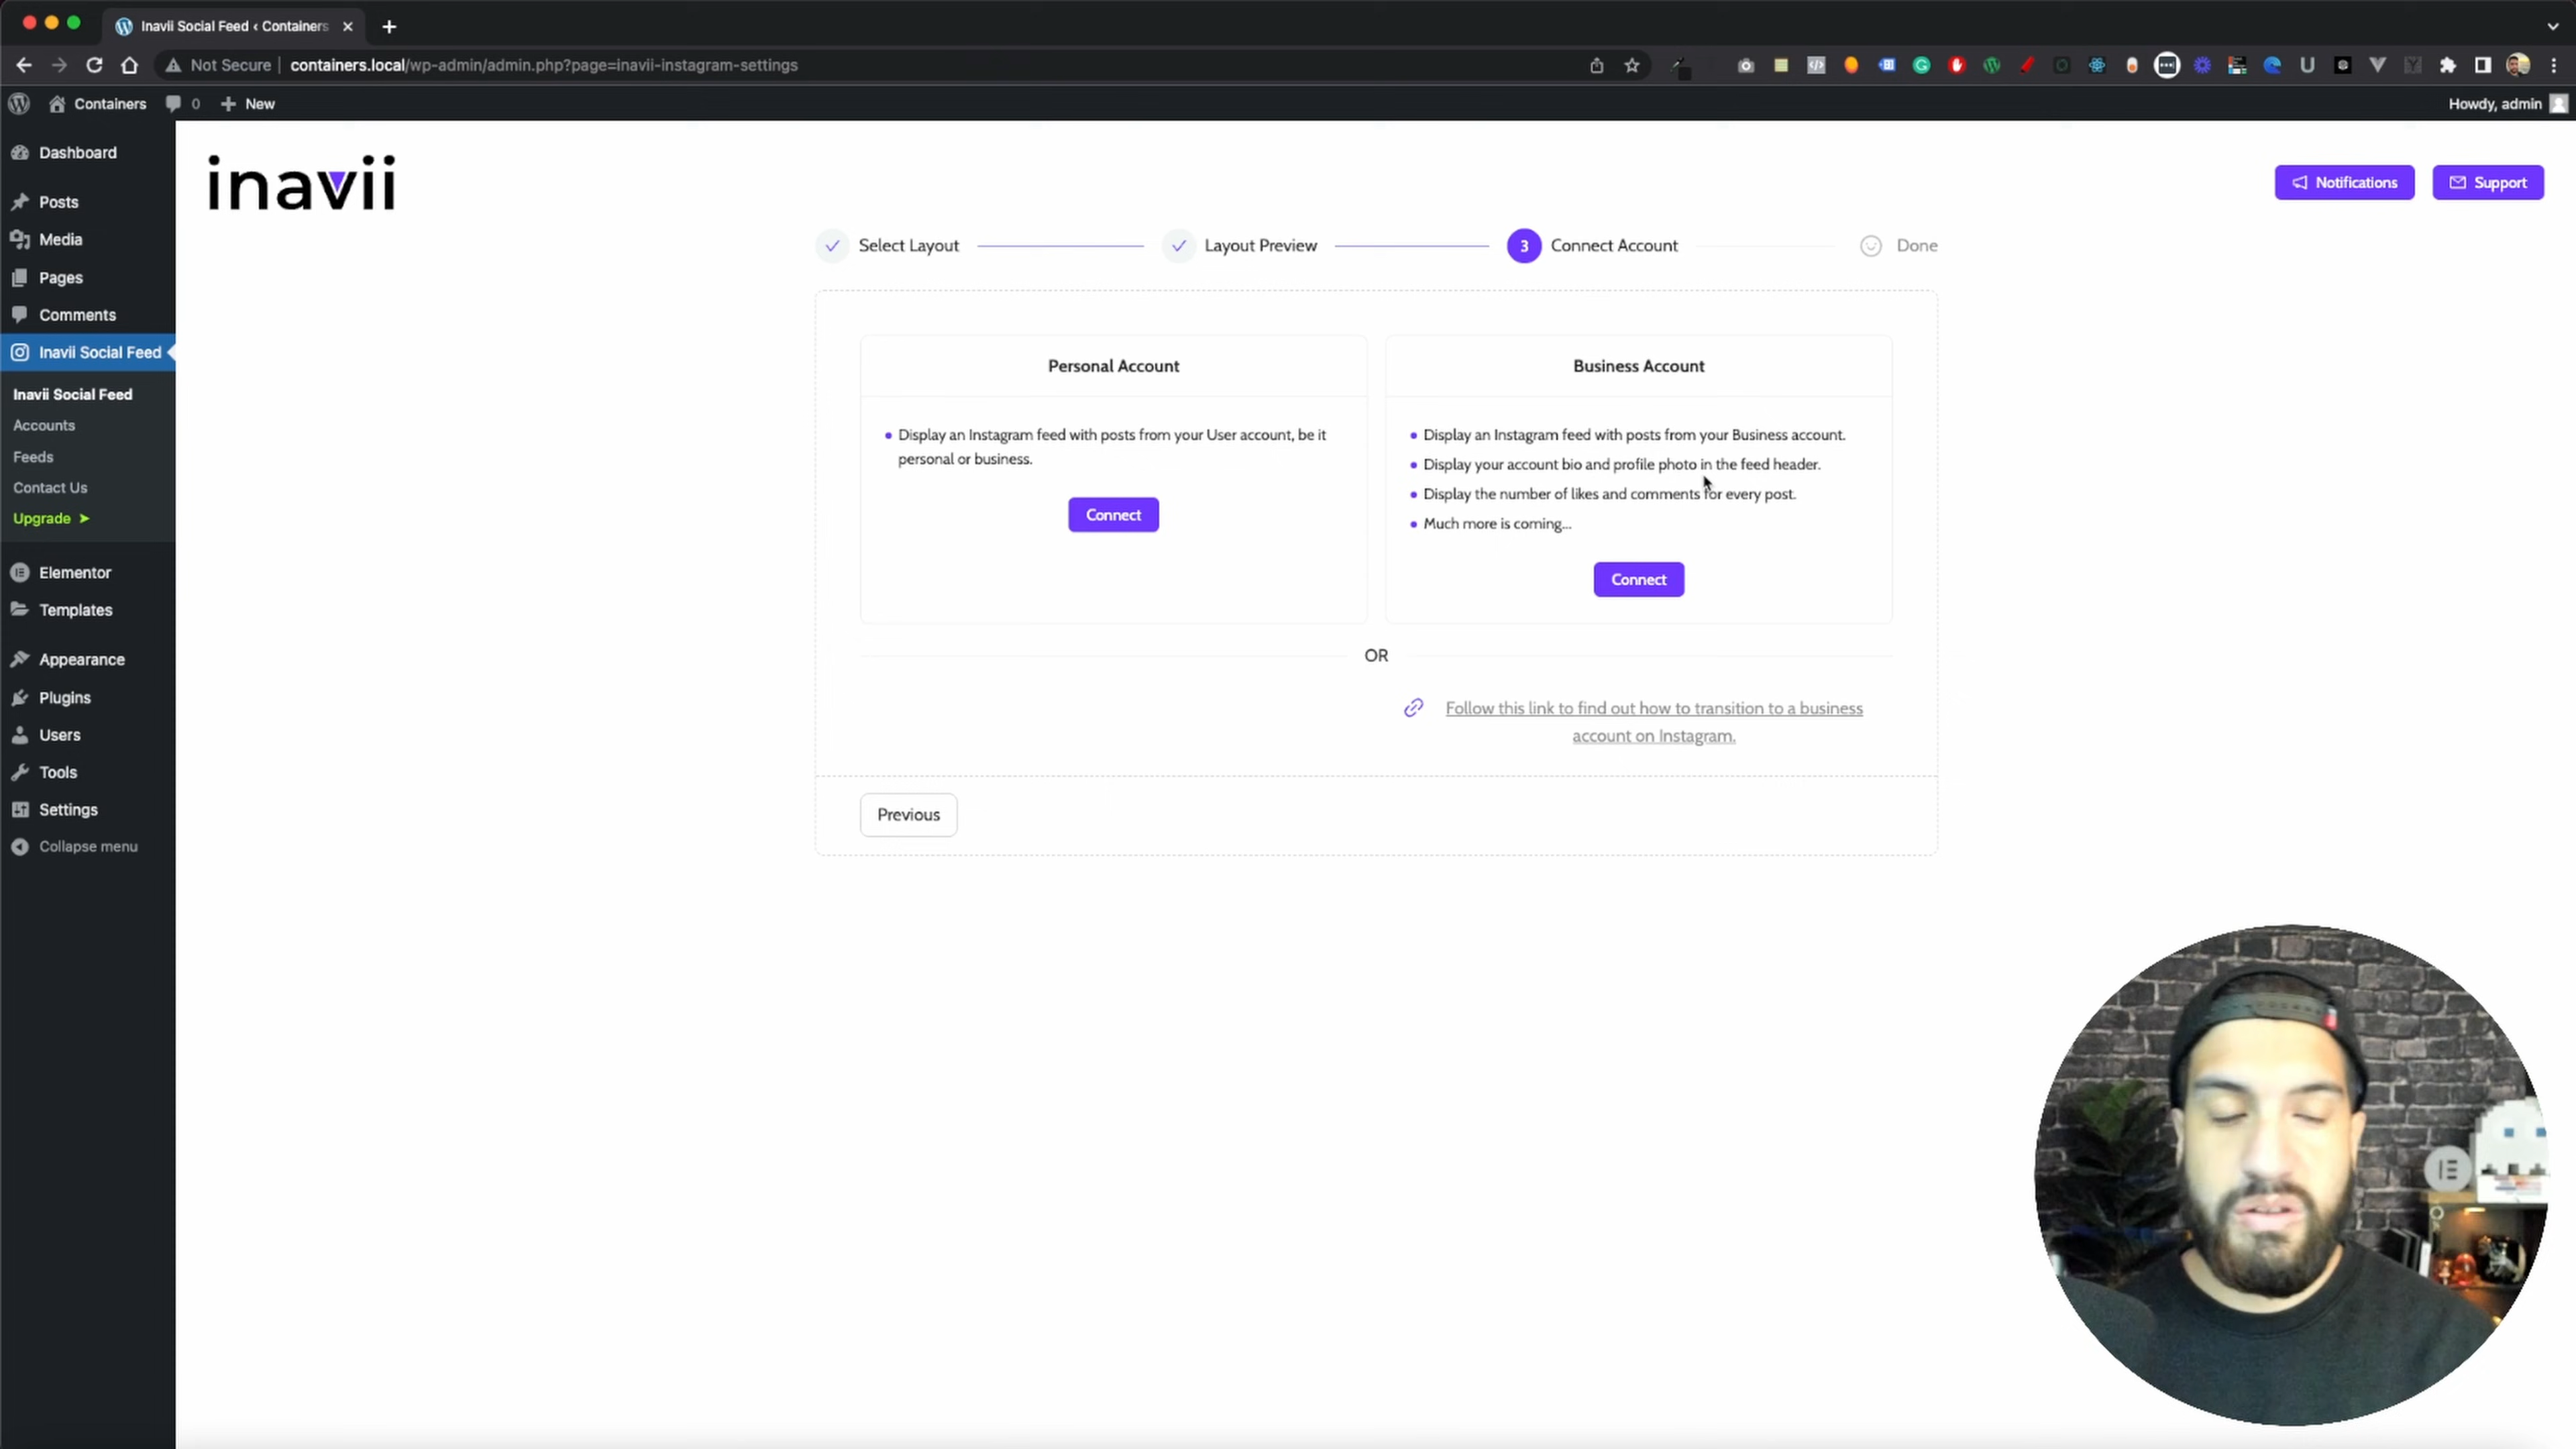 Inavii Social Feed ‹ Containers
Not Secure
containers.local/wp-admin/admin.php?page=inavii-instagram-settings
Containers
0
New
Howdy, admin
Dashboard
Posts
Media
Pages
Comments
Inavii Social Feed
Inavii Social Feed
Accounts
Feeds
Contact Us
Upgrade ➤
Elementor
Templates
Appearance
Plugins
Users
Tools
Settings
Collapse menu
inavii
Notifications
Support
Select Layout
Layout Preview
3 Connect Account
Done
Personal Account
Display an Instagram feed with posts from your User account, be it
personal or business.
Connect
Business Account
Display an Instagram feed with posts from your Business account.
Display your account bio and profile photo in the feed header.
Display the number of likes and comments for every post.
Much more is coming...
Connect
OR
Follow this link to find out how to transition to a business
account on Instagram.
Previous